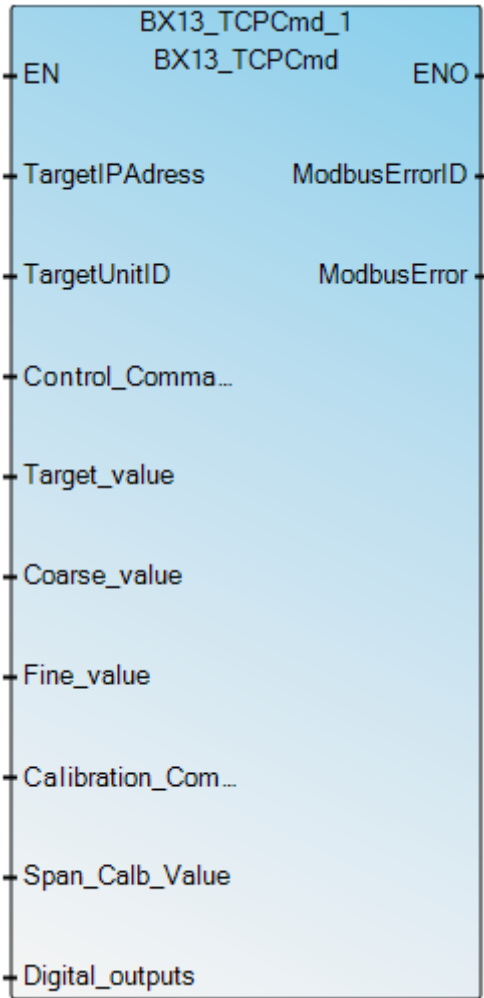 BX13_TCPCmd_1
BX13_TCPCmd
EN ENO
TargetIPAdress ModbusErrorID
TargetUnitID ModbusError
Control_Comma...
Target_value
Coarse_value
Fine_value
Calibration_Com...
Span_Calb_Value
Digital_outputs